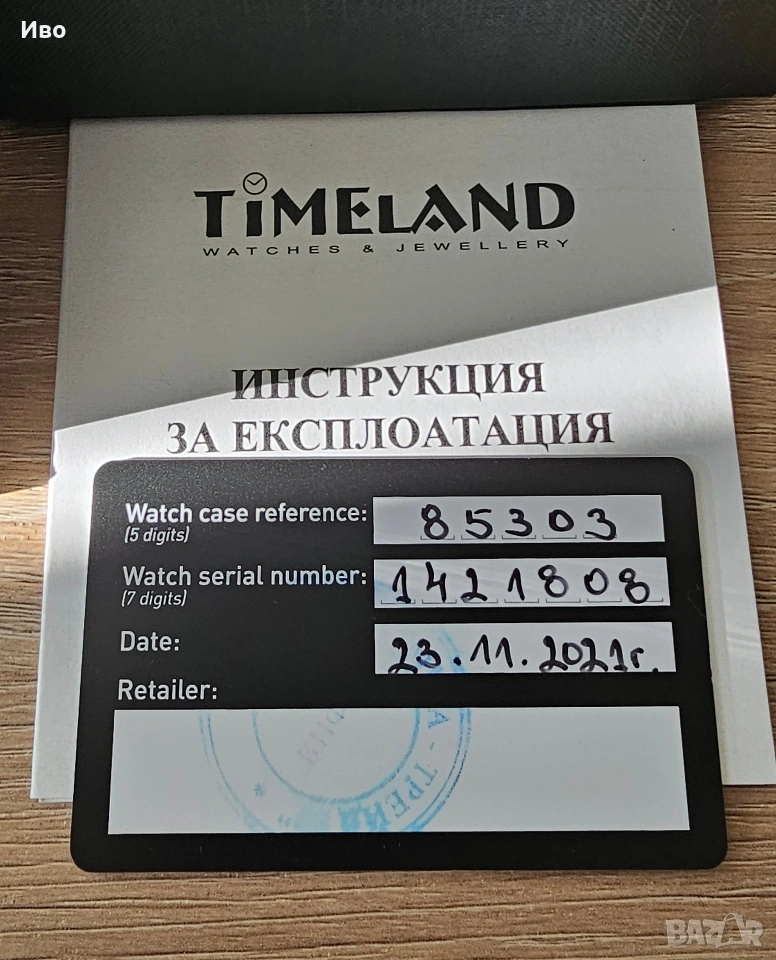 Иво
TIMELAND
WATCHES & JEWELLERY
ИНСТРУКЦИЯ
ЗА ЕКСПЛОАТАЦИЯ
Watch case reference: 85303
(5 digits)
Watch serial number: 1421808
(7 digits)
Date: 23.11.2021г.
Retailer:
А - ТРЕЙД
BAZAR